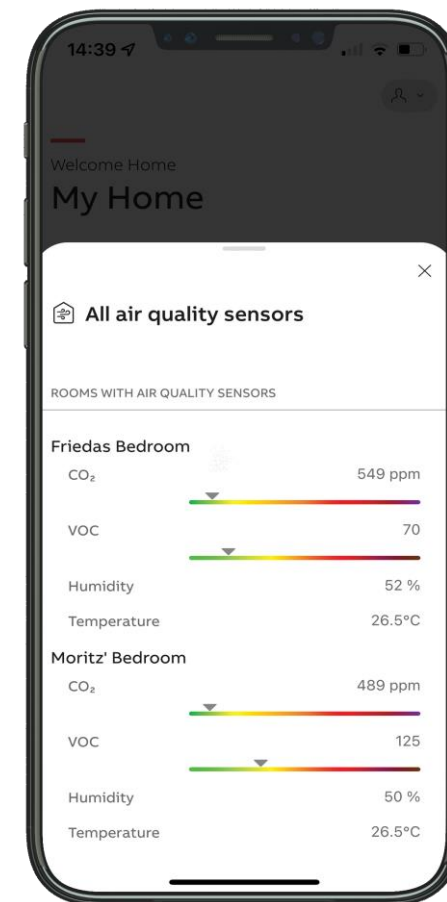 14:39
Welcome Home
My Home
All air quality sensors
ROOMS WITH AIR QUALITY SENSORS
Friedas Bedroom
CO₂ 549 ppm
VOC 70
Humidity 52 %
Temperature 26.5°C
Moritz' Bedroom
CO₂ 489 ppm
VOC 125
Humidity 50 %
Temperature 26.5°C